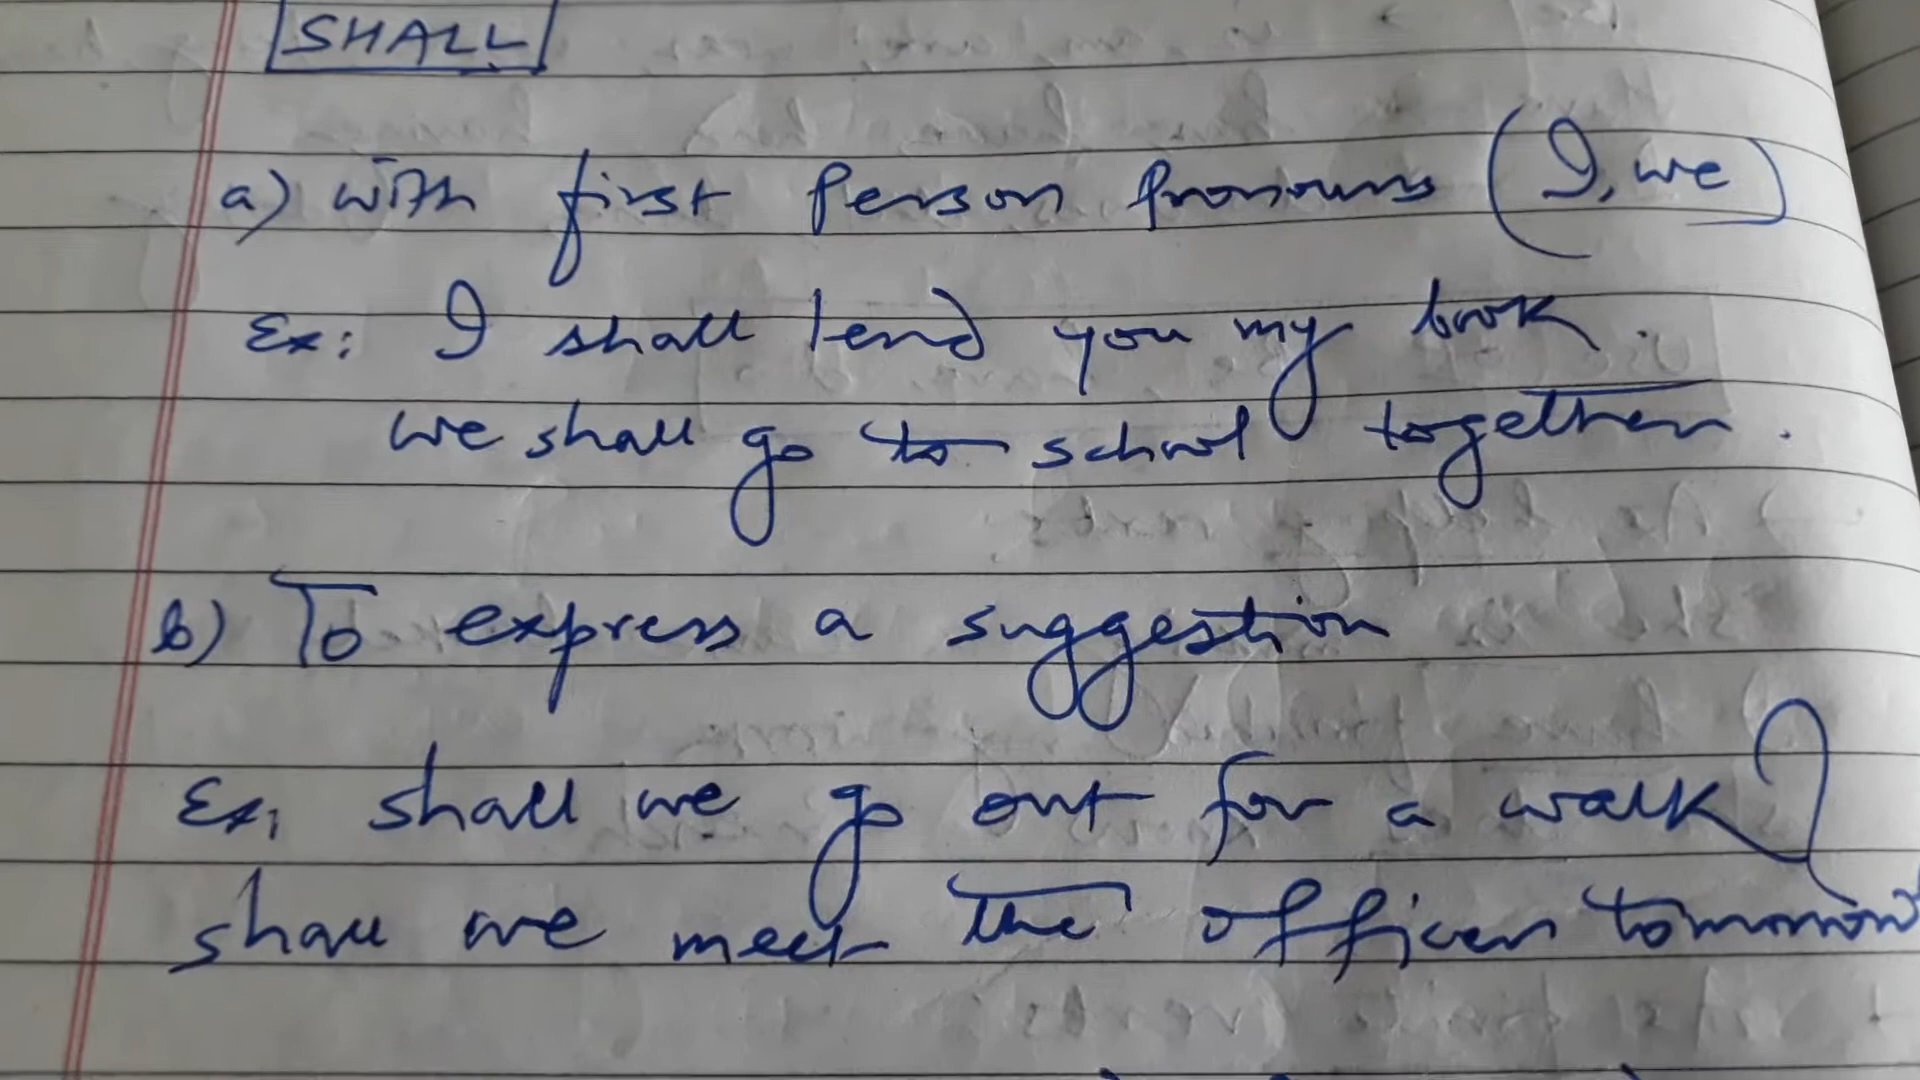 SHALL
a) with first person pronouns (I, we)
Ex: I shall lend you my book.
we shall go to school together.
b) To express a suggestion
Ex: shall we go out for a walk?
shall we meet the officer tomorrow